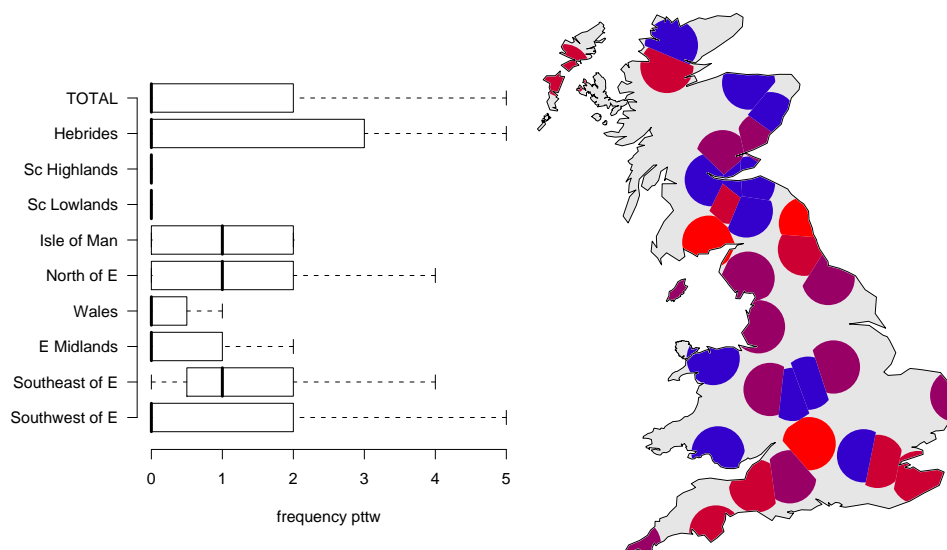 TOTAL
Hebrides
Sc Highlands
Sc Lowlands
Isle of Man
North of E
Wales
E Midlands
Southeast of E
Southwest of E
0 1 2 3 4 5
frequency pttw